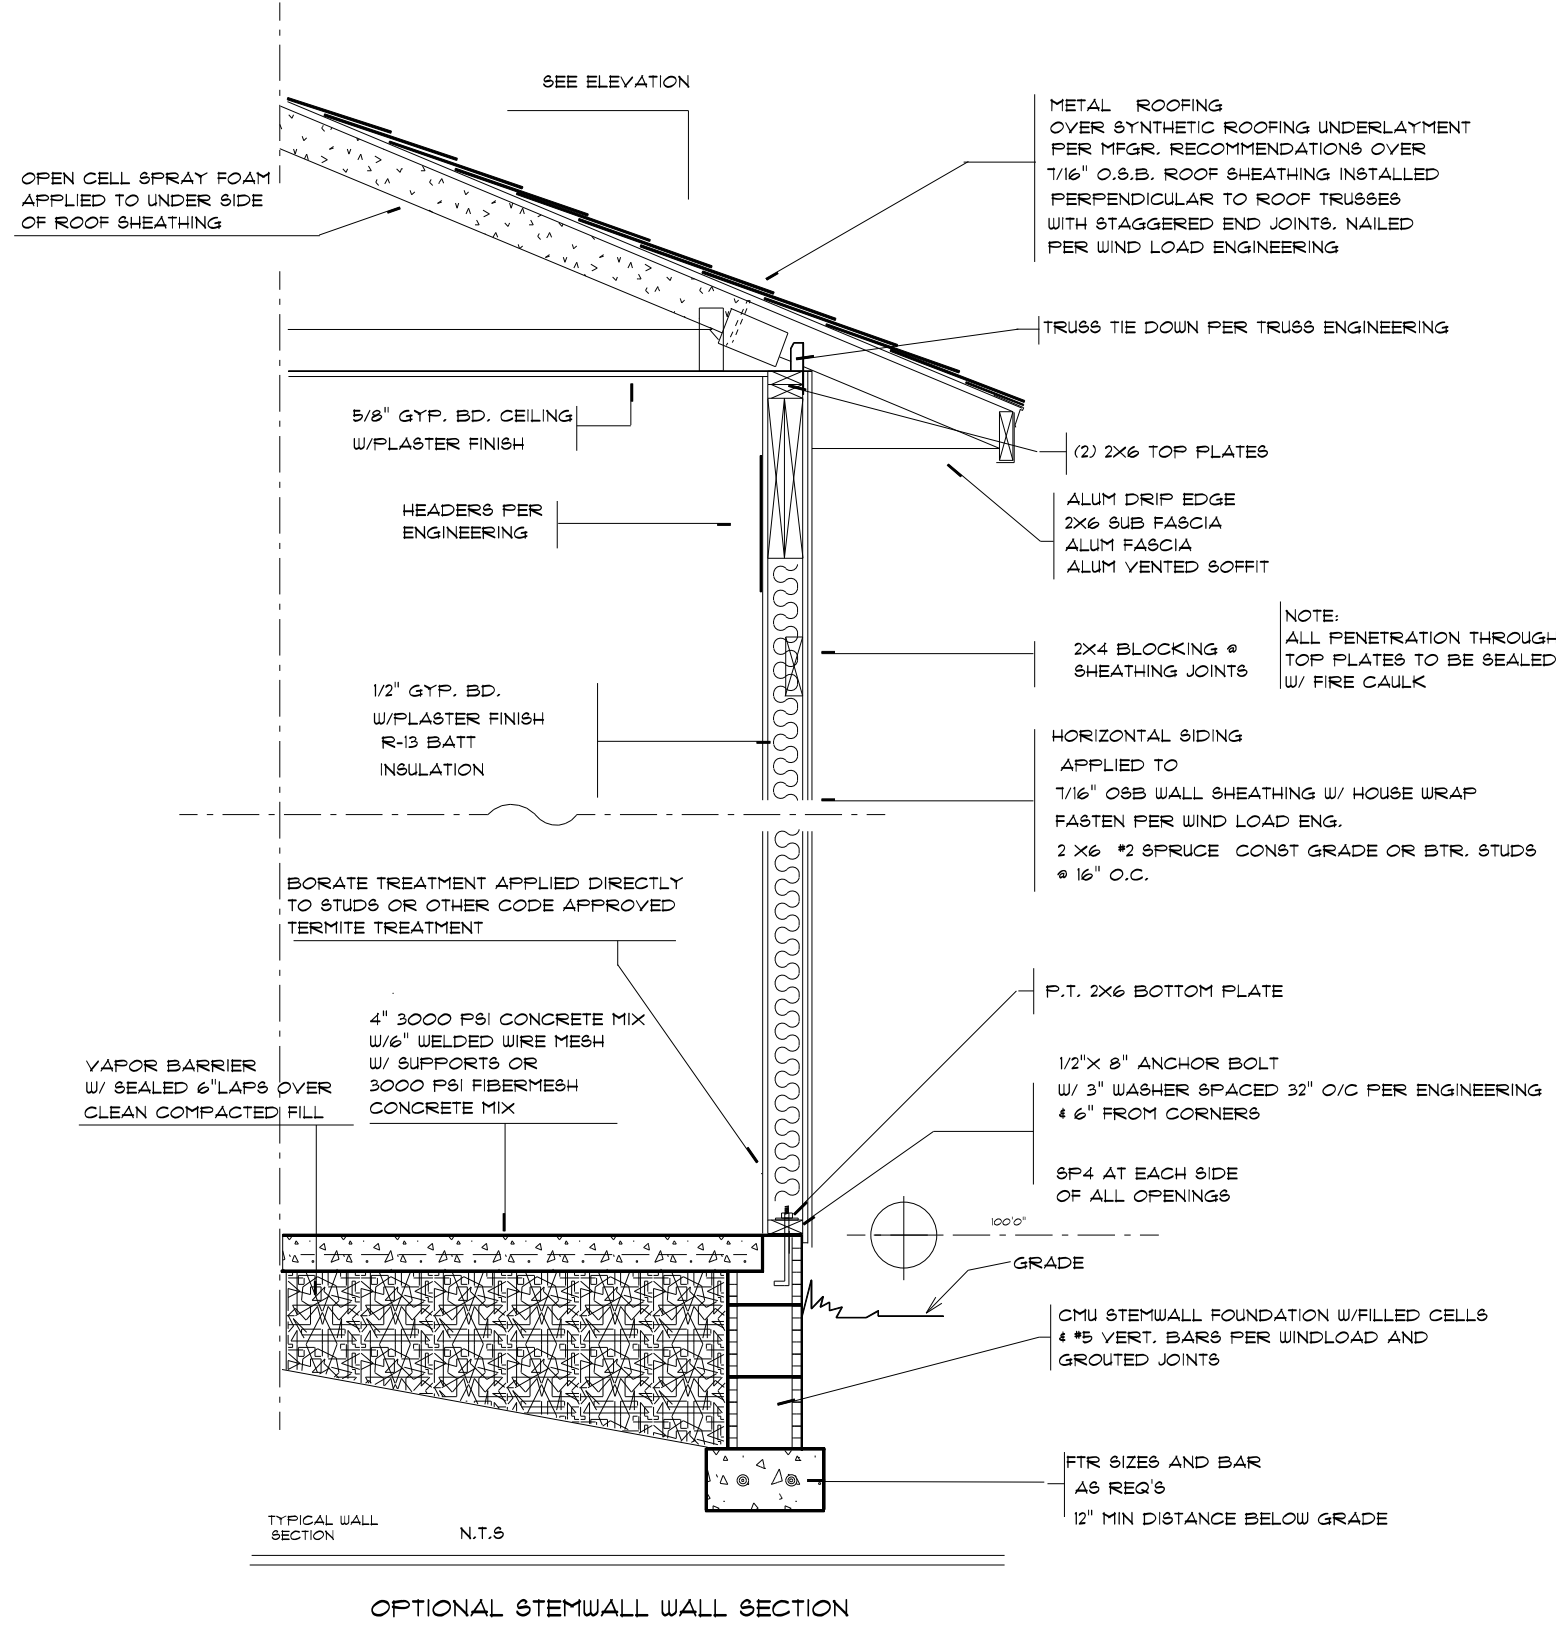 SEE ELEVATION
OPEN CELL SPRAY FOAM
APPLIED TO UNDER SIDE
OF ROOF SHEATHING
METAL ROOFING
OVER SYNTHETIC ROOFING UNDERLAYMENT
PER MFGR. RECOMMENDATIONS OVER
7/16" O.S.B. ROOF SHEATHING INSTALLED
PERPENDICULAR TO ROOF TRUSSES
WITH STAGGERED END JOINTS. NAILED
PER WIND LOAD ENGINEERING
TRUSS TIE DOWN PER TRUSS ENGINEERING
5/8" GYP. BD. CEILING
W/PLASTER FINISH
(2) 2X6 TOP PLATES
HEADERS PER
ENGINEERING
ALUM DRIP EDGE
2X6 SUB FASCIA
ALUM FASCIA
ALUM VENTED SOFFIT
2X4 BLOCKING @
SHEATHING JOINTS
NOTE:
ALL PENETRATION THROUGH
TOP PLATES TO BE SEALED
W/ FIRE CAULK
1/2" GYP. BD.
W/PLASTER FINISH
R-13 BATT
INSULATION
HORIZONTAL SIDING
APPLIED TO
7/16" OSB WALL SHEATHING W/ HOUSE WRAP
FASTEN PER WIND LOAD ENG.
2 X6 #2 SPRUCE CONST GRADE OR BTR. STUDS
@ 16" O.C.
BORATE TREATMENT APPLIED DIRECTLY
TO STUDS OR OTHER CODE APPROVED
TERMITE TREATMENT
P.T. 2X6 BOTTOM PLATE
4" 3000 PSI CONCRETE MIX
W/6" WELDED WIRE MESH
W/ SUPPORTS OR
3000 PSI FIBERMESH
CONCRETE MIX
VAPOR BARRIER
W/ SEALED 6"LAPS OVER
CLEAN COMPACTED FILL
1/2"X 8" ANCHOR BOLT
W/ 3" WASHER SPACED 32" O/C PER ENGINEERING
& 6" FROM CORNERS
SP4 AT EACH SIDE
OF ALL OPENINGS
100'0"
GRADE
CMU STEMWALL FOUNDATION W/FILLED CELLS
& #5 VERT. BARS PER WINDLOAD AND
GROUTED JOINTS
FTR SIZES AND BAR
AS REQ'S
12" MIN DISTANCE BELOW GRADE
TYPICAL WALL
SECTION
N.T.S
OPTIONAL STEMWALL WALL SECTION